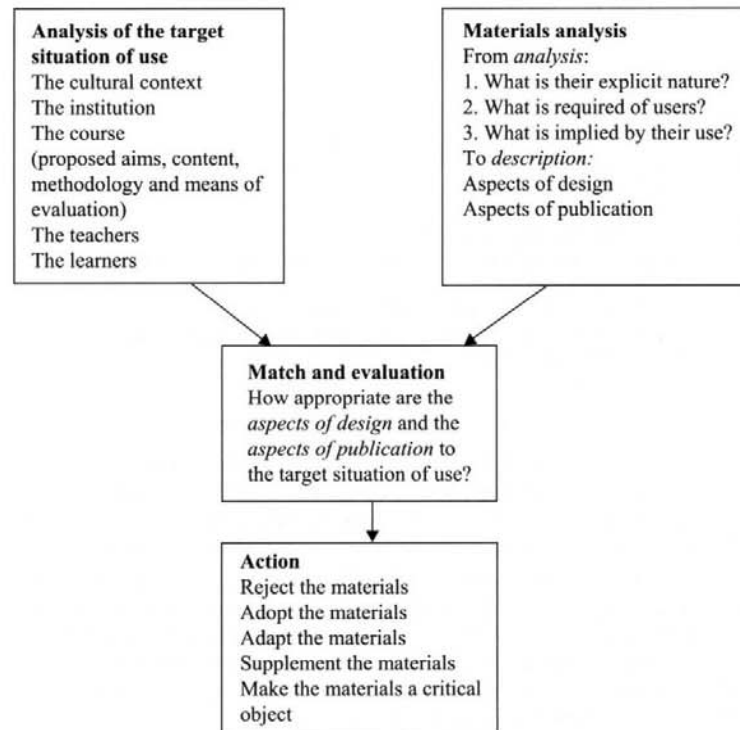 Analysis of the target
situation of use
The cultural context
The institution
The course
(proposed aims, content,
methodology and means of
evaluation)
The teachers
The learners
Materials analysis
From analysis:
1. What is their explicit nature?
2. What is required of users?
3. What is implied by their use?
To description:
Aspects of design
Aspects of publication
Match and evaluation
How appropriate are the
aspects of design and the
aspects of publication to
the target situation of use?
Action
Reject the materials
Adopt the materials
Adapt the materials
Supplement the materials
Make the materials a critical
object